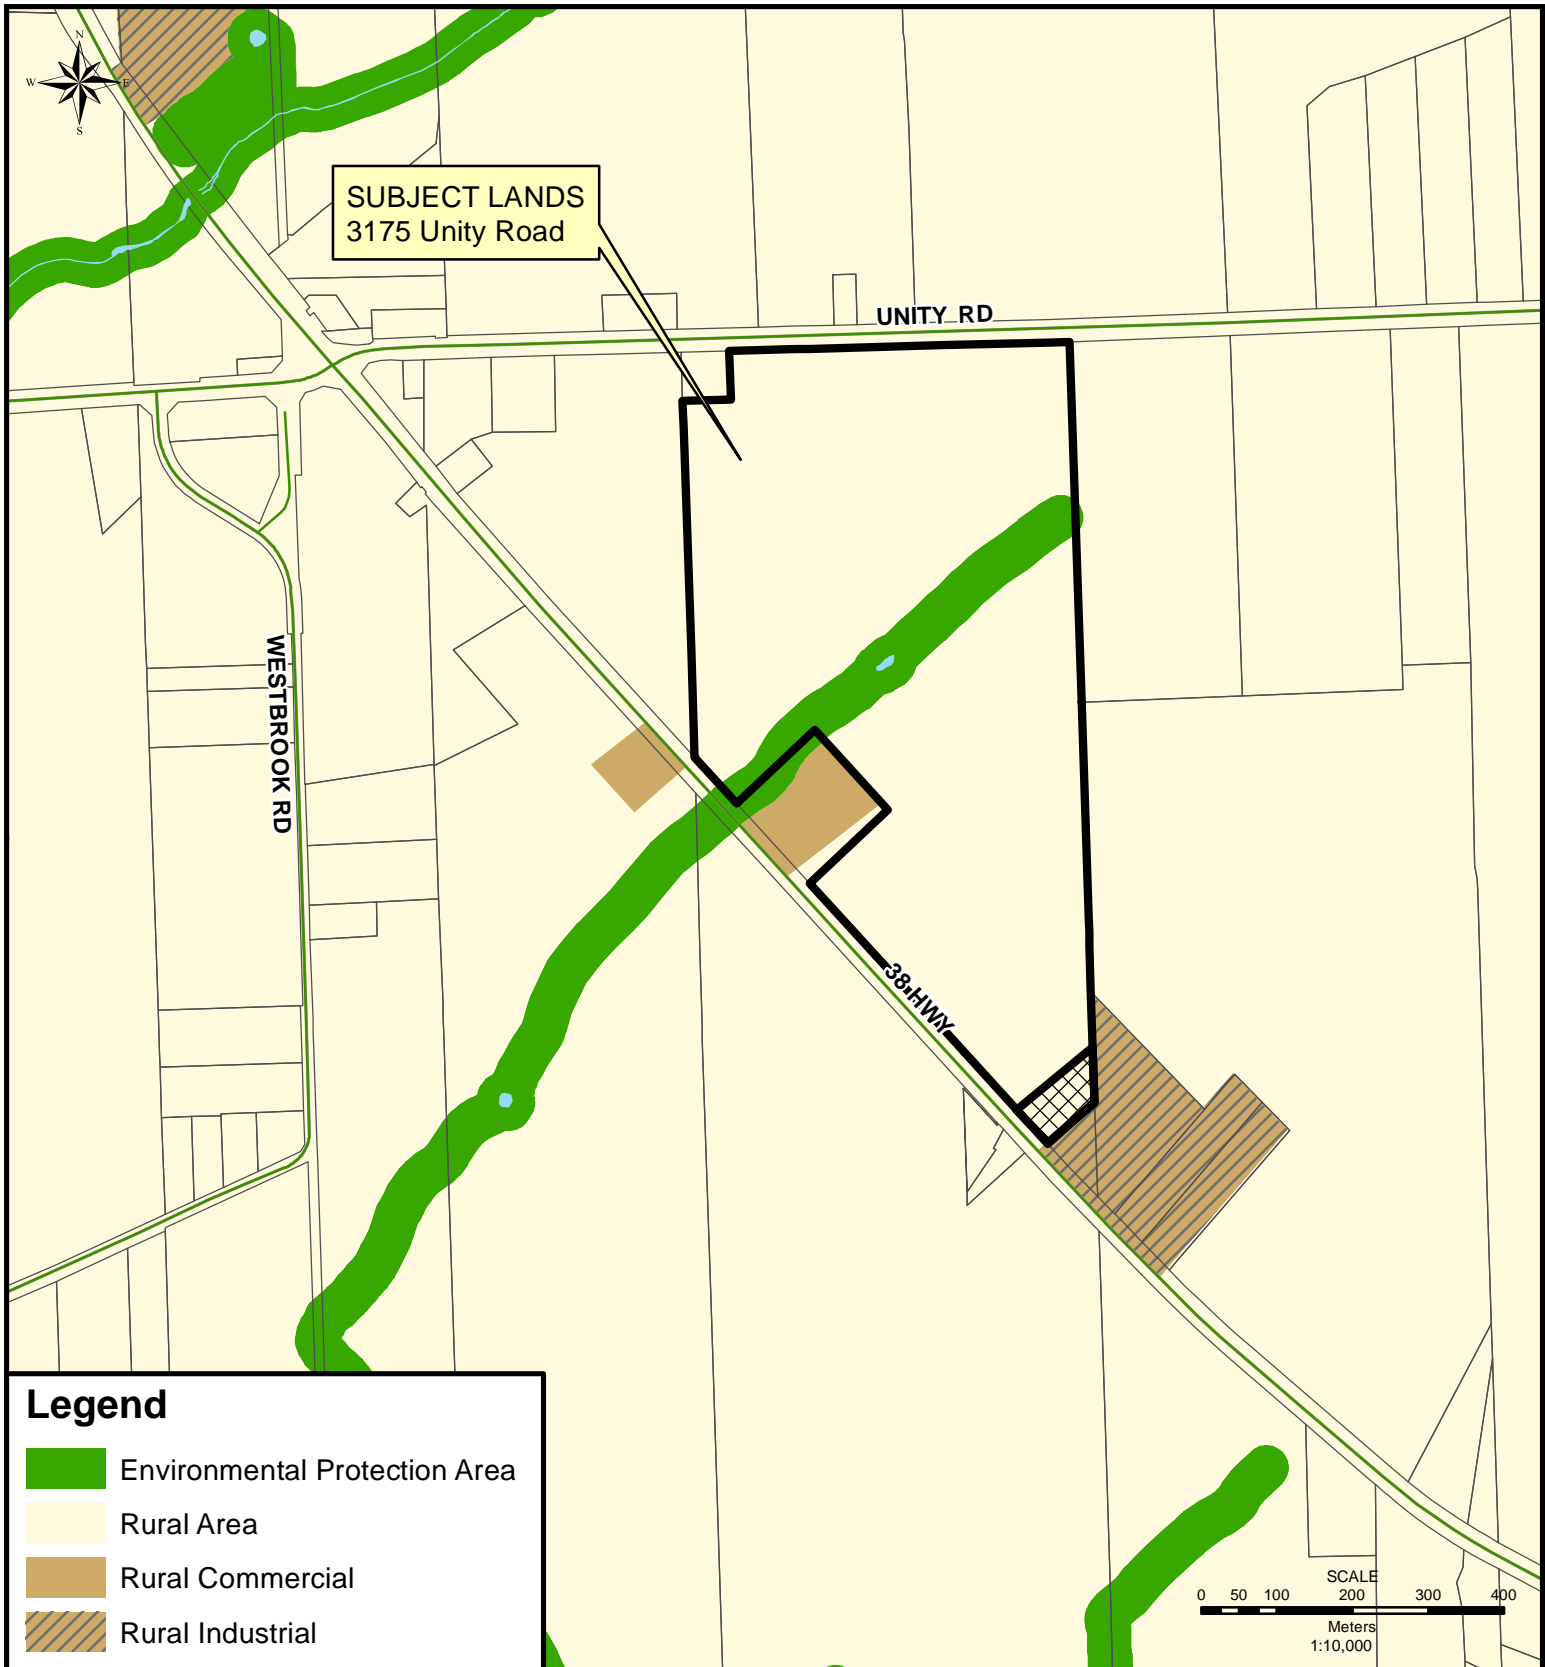 N
W E
S
SUBJECT LANDS
3175 Unity Road
UNITY RD
WESTBROOK RD
38 HWY
Legend
Environmental Protection Area
Rural Area
Rural Commercial
Rural Industrial
SCALE
0 50 100 200 300 400
Meters
1:10,000